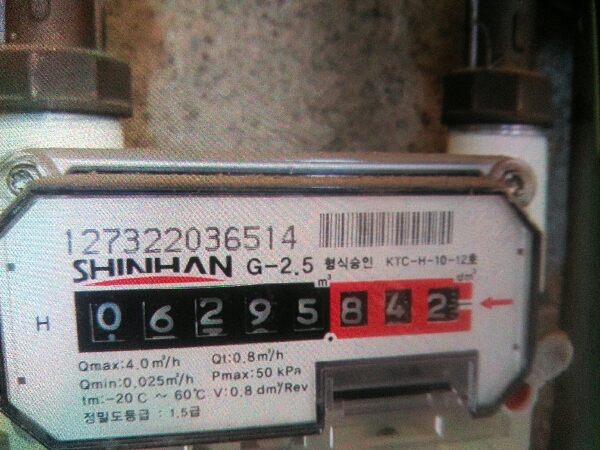 127322036514
SHINHAN G-2.5 형식승인 KTC-H-10-12호
m³ dm³
H 06295842
Qmax:4.0㎥/h Qt:0.8㎥/h
Qmin:0.025㎥/h Pmax:50 kPa
tm:-20℃ ~ 60℃ V:0.8 dm³/Rev
정밀도등급 : 1.5급